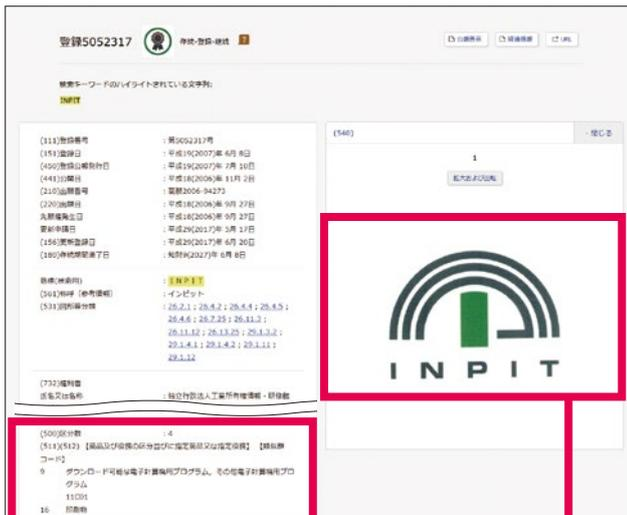 登録5052317
存続-登録-継続
?
公報表示
経過情報
URL
検索キーワードのハイライトされている文字列:
INPIT
(111)登録番号 : 第5052317号
(151)登録日 : 平成19(2007)年 6月 8日
(450)登録公報発行日 : 平成19(2007)年 7月 10日
(441)公開日 : 平成18(2006)年 11月 2日
(210)出願番号 : 商願2006-94273
(220)出願日 : 平成18(2006)年 9月 27日
先願権発生日 : 平成18(2006)年 9月 27日
更新申請日 : 平成29(2017)年 5月 17日
(156)更新登録日 : 平成29(2017)年 6月 20日
(180)存続期間満了日 : 令和9(2027)年 6月 8日
商標(検索用) : INPIT
(561)称呼（参考情報） : インピット
(531)図形等分類 : 26.2.1 ; 26.4.2 ; 26.4.4 ; 26.4.5 ;
26.4.6 ; 26.7.25 ; 26.11.3 ;
26.11.12 ; 26.13.25 ; 29.1.3.2 ;
29.1.4.1 ; 29.1.4.2 ; 29.1.11 ;
29.1.12
(732)権利者
氏名又は名称 : 独立行政法人工業所有権情報・研修館
(500)区分数 : 4
(511)(512) 【商品及び役務の区分並びに指定商品又は指定役務】 【類似群
コード】
9 ダウンロード可能な電子計算機用プログラム，その他電子計算機用プロ
グラム
11C01
16 印刷物
(540)
- 閉じる
1
拡大および回転
INPIT